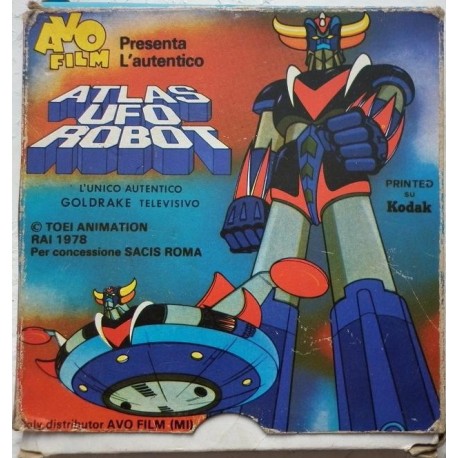 AVO
FILM
Presenta
L'autentico
ATLAS
UFO
ROBOT
L'UNICO AUTENTICO
GOLDRAKE TELEVISIVO
PRINTED
SU
Kodak
© TOEI ANIMATION
RAI 1978
Per concessione SACIS ROMA
distributor AVO FILM (MI)